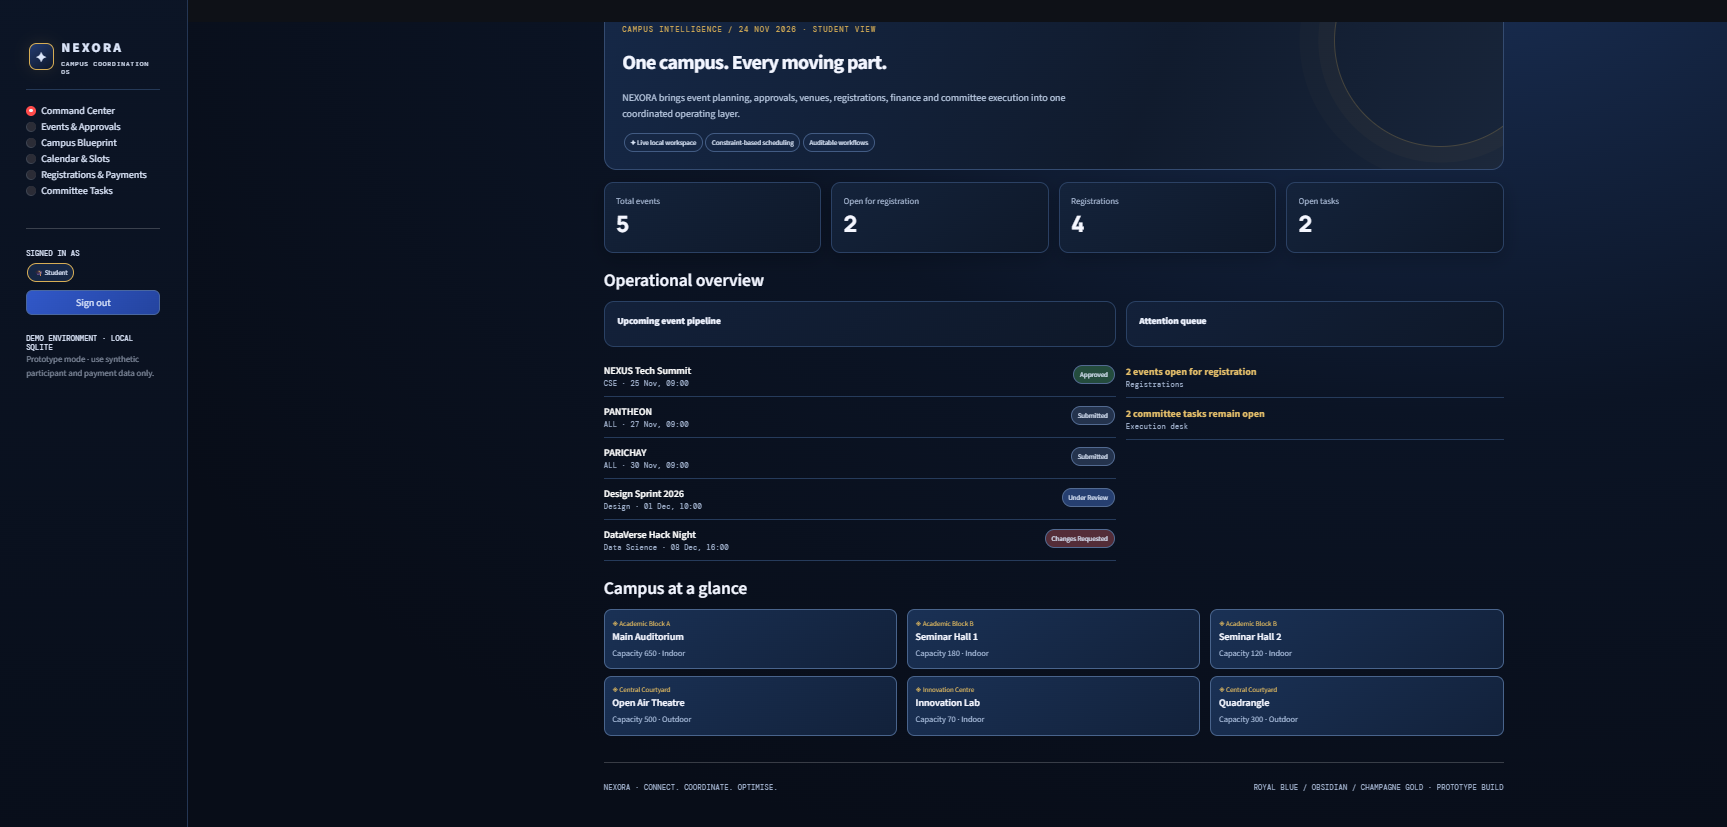 NEXORA
CAMPUS COORDINATION
OS
Command Center
Events & Approvals
Campus Blueprint
Calendar & Slots
Registrations & Payments
Committee Tasks
SIGNED IN AS
Student
Sign out
DEMO ENVIRONMENT · LOCAL
SQLITE
Prototype mode · use synthetic
participant and payment data only.
CAMPUS INTELLIGENCE / 24 NOV 2026 · STUDENT VIEW
One campus. Every moving part.
NEXORA brings event planning, approvals, venues, registrations, finance and committee execution into one
coordinated operating layer.
✦ Live local workspace
Constraint-based scheduling
Auditable workflows
Total events
5
Open for registration
2
Registrations
4
Open tasks
2
Operational overview
Upcoming event pipeline
NEXUS Tech Summit
Approved
CSE · 25 Nov, 09:00
PANTHEON
Submitted
ALL · 27 Nov, 09:00
PARICHAY
Submitted
ALL · 30 Nov, 09:00
Design Sprint 2026
Under Review
Design · 01 Dec, 10:00
DataVerse Hack Night
Changes Requested
Data Science · 08 Dec, 16:00
Attention queue
2 events open for registration
Registrations
2 committee tasks remain open
Execution desk
Campus at a glance
✦ Academic Block A
Main Auditorium
Capacity 650 · Indoor
✦ Academic Block B
Seminar Hall 1
Capacity 180 · Indoor
✦ Academic Block B
Seminar Hall 2
Capacity 120 · Indoor
✦ Central Courtyard
Open Air Theatre
Capacity 500 · Outdoor
✦ Innovation Centre
Innovation Lab
Capacity 70 · Indoor
✦ Central Courtyard
Quadrangle
Capacity 300 · Outdoor
NEXORA · CONNECT. COORDINATE. OPTIMISE.
ROYAL BLUE / OBSIDIAN / CHAMPAGNE GOLD · PROTOTYPE BUILD